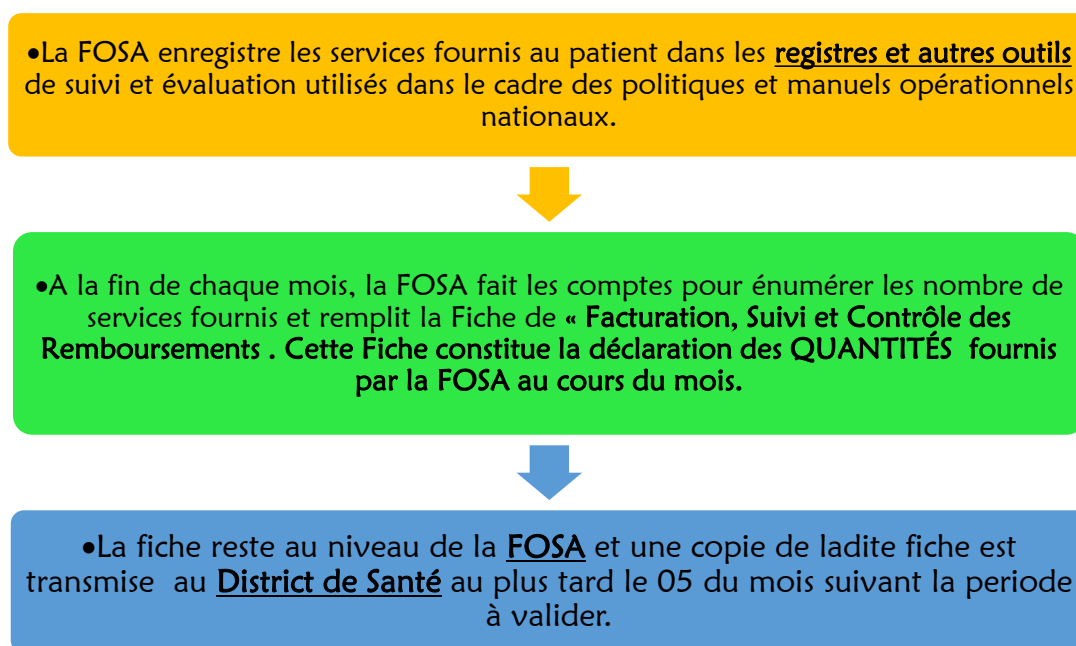 •La FOSA enregistre les services fournis au patient dans les registres et autres outils
de suivi et évaluation utilisés dans le cadre des politiques et manuels opérationnels
nationaux.
•A la fin de chaque mois, la FOSA fait les comptes pour énumérer les nombre de
services fournis et remplit la Fiche de « Facturation, Suivi et Contrôle des
Remboursements . Cette Fiche constitue la déclaration des QUANTITÉS fournis
par la FOSA au cours du mois.
•La fiche reste au niveau de la FOSA et une copie de ladite fiche est
transmise au District de Santé au plus tard le 05 du mois suivant la periode
à valider.